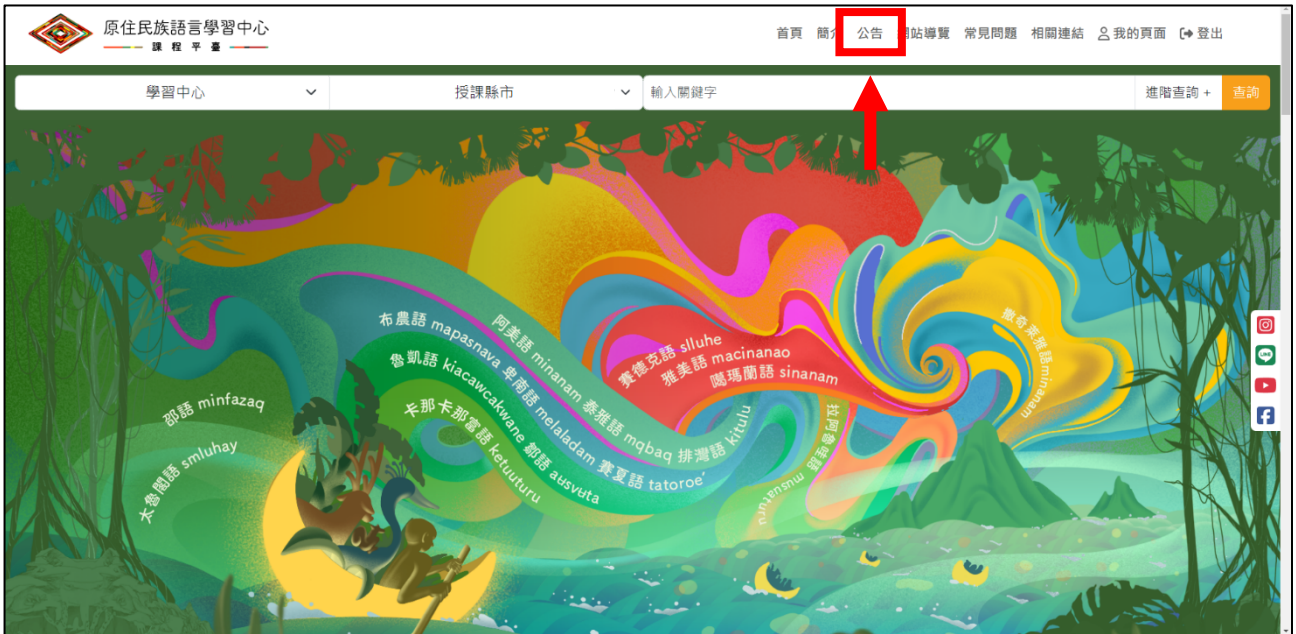 原住民族語言學習中心
課程平臺
首頁 簡介 公告 網站導覽 常見問題 相關連結 我的頁面 登出
學習中心 授課縣市 輸入關鍵字 進階查詢 + 查詢
布農語 mapasnava 卑南語 melaladam 賽夏語 tatoroe'
阿美語 minanam 泰雅語 mqbaq 排灣語 kitulu
賽德克語 slluhe
雅美語 macinanao
噶瑪蘭語 sinanam
撒奇萊雅語 minanam
魯凱語 kiacawcakwane 鄒語 aʉsvʉta
卡那卡那富語 ketuturu
拉阿魯哇語 musuaturu
邵語 minfazaq
太魯閣語 smluhay
LINE